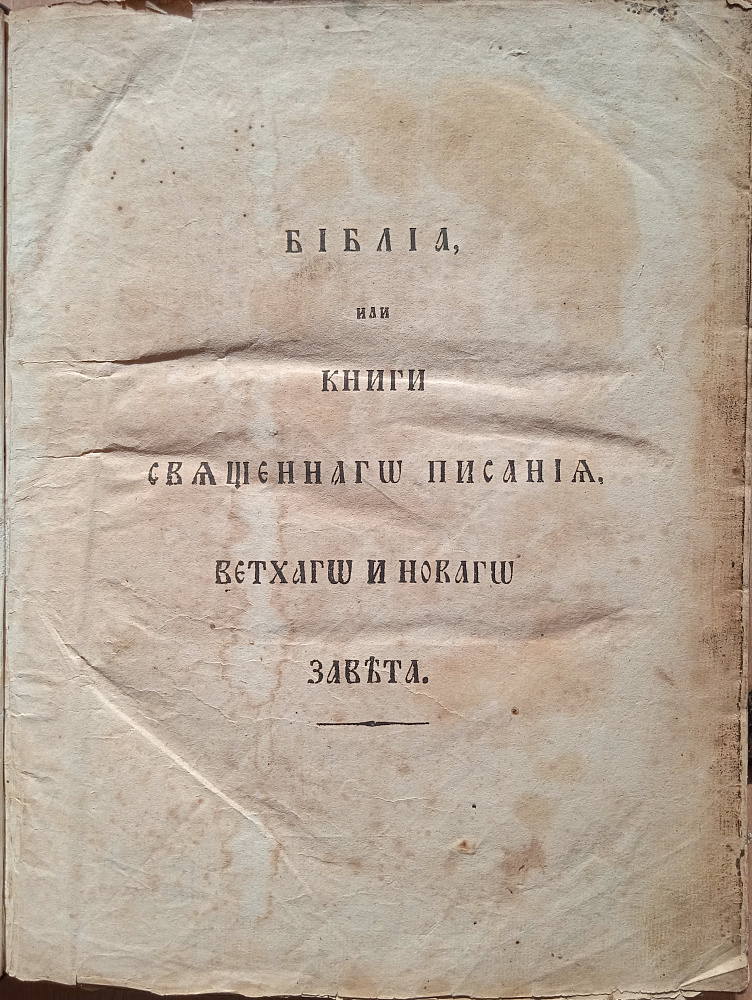 БІБЛІА,
ИЛИ
КНИГИ
СВѦЩЕННАГѠ ПИСАНІѦ,
ВЕТХАГѠ И НОВАГѠ
ЗАВѢТА.